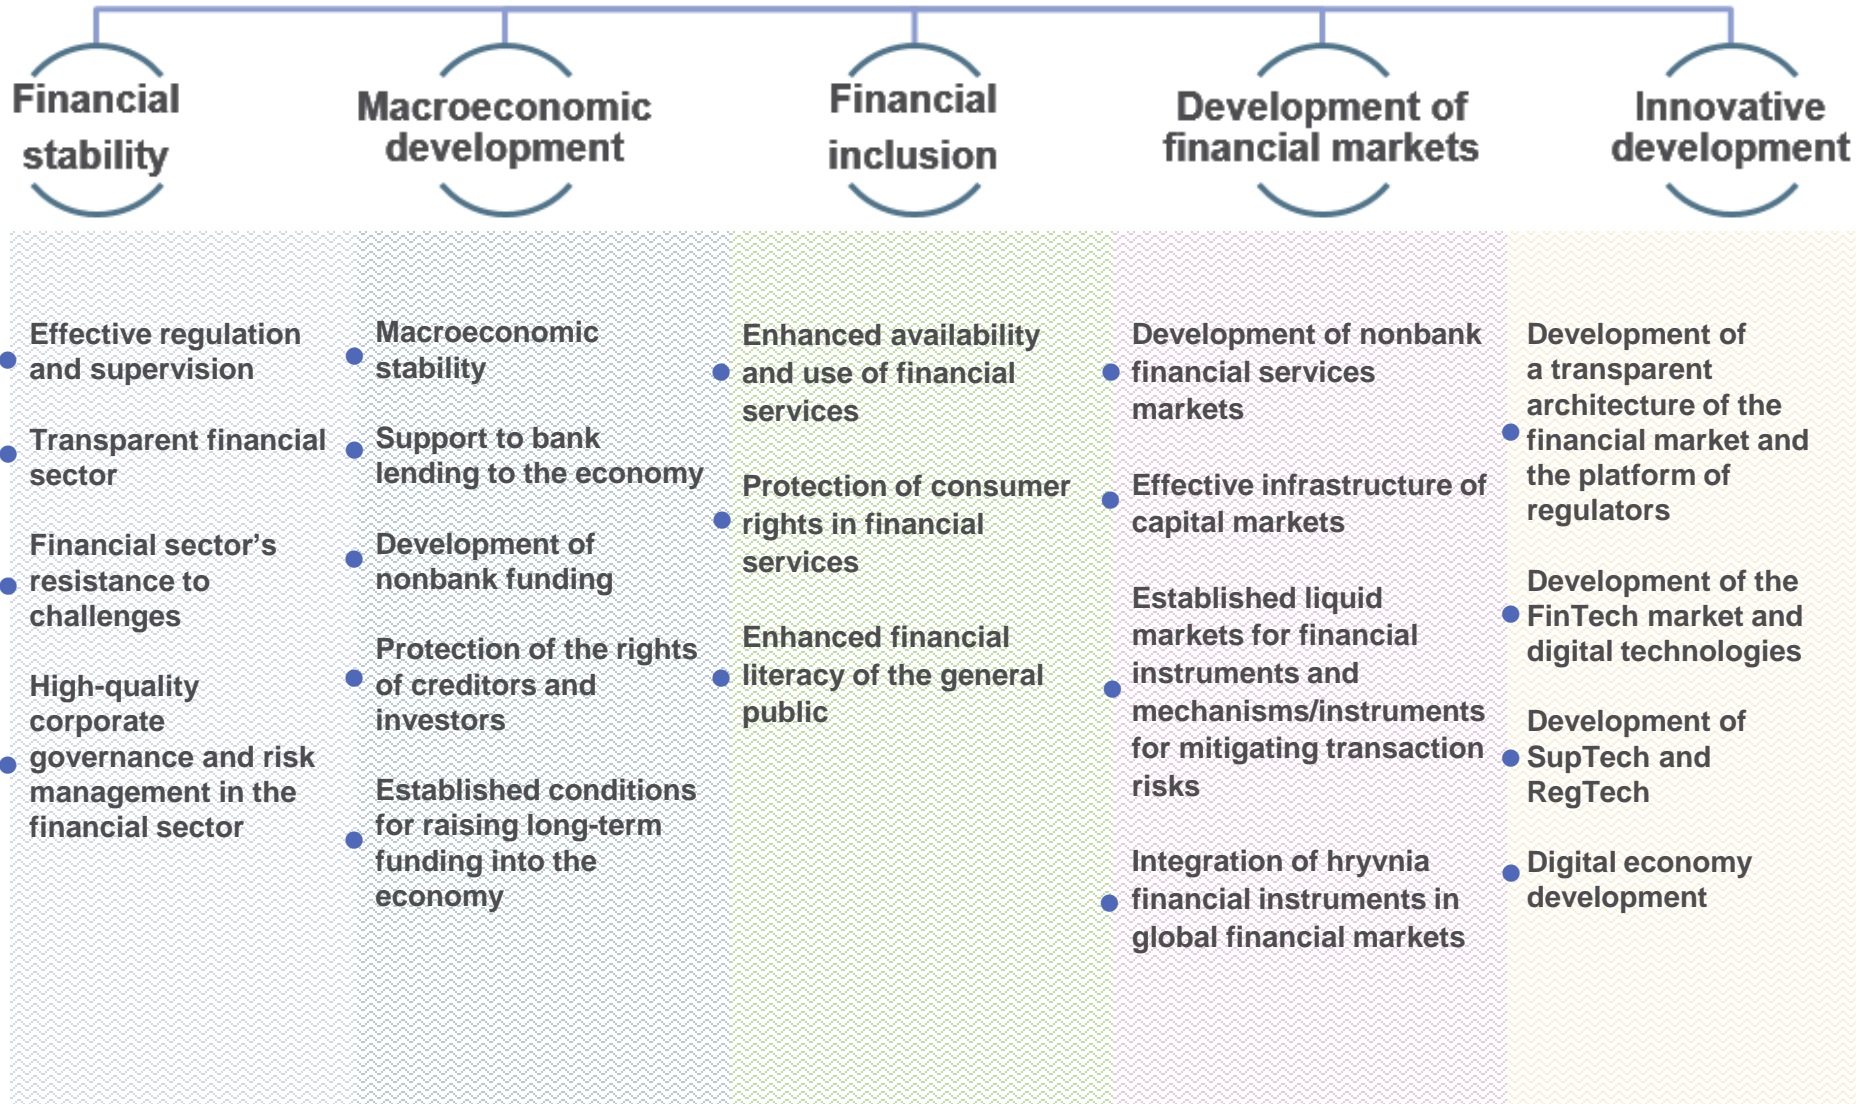 Financial
stability
Macroeconomic
development
Financial
inclusion
Development of
financial markets
Innovative
development
Effective regulation
and supervision
Transparent financial
sector
Financial sector’s
resistance to
challenges
High-quality
corporate
governance and risk
management in the
financial sector
Macroeconomic
stability
Support to bank
lending to the economy
Development of
nonbank funding
Protection of the rights
of creditors and
investors
Established conditions
for raising long-term
funding into the
economy
Enhanced availability
and use of financial
services
Protection of consumer
rights in financial
services
Enhanced financial
literacy of the general
public
Development of nonbank
financial services
markets
Effective infrastructure of
capital markets
Established liquid
markets for financial
instruments and
mechanisms/instruments
for mitigating transaction
risks
Integration of hryvnia
financial instruments in
global financial markets
Development of
a transparent
architecture of the
financial market and
the platform of
regulators
Development of the
FinTech market and
digital technologies
Development of
SupTech and
RegTech
Digital economy
development